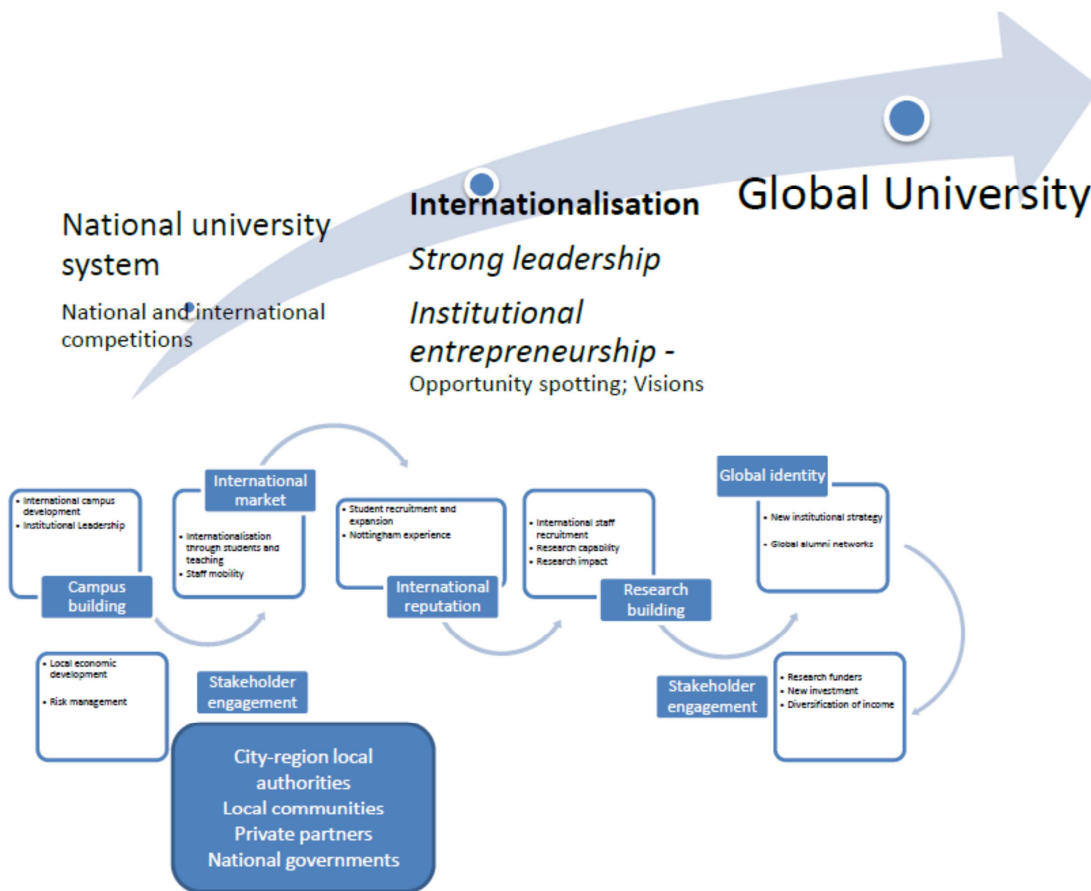 National university
system
National and international
competitions
Internationalisation
Strong leadership
Institutional
entrepreneurship -
Opportunity spotting; Visions
Global University
• International campus
development
• Institutional Leadership
Campus
building
International
market
• Internationalisation
through students and
teaching
• Staff mobility
• Student recruitment and
expansion
• Nottingham experience
International
reputation
• International staff
recruitment
• Research capability
• Research impact
Research
building
Global identity
• New institutional strategy
• Global alumni networks
• Local economic
development
• Risk management
Stakeholder
engagement
City-region local
authorities
Local communities
Private partners
National governments
Stakeholder
engagement
• Research funders
• New investment
• Diversification of income